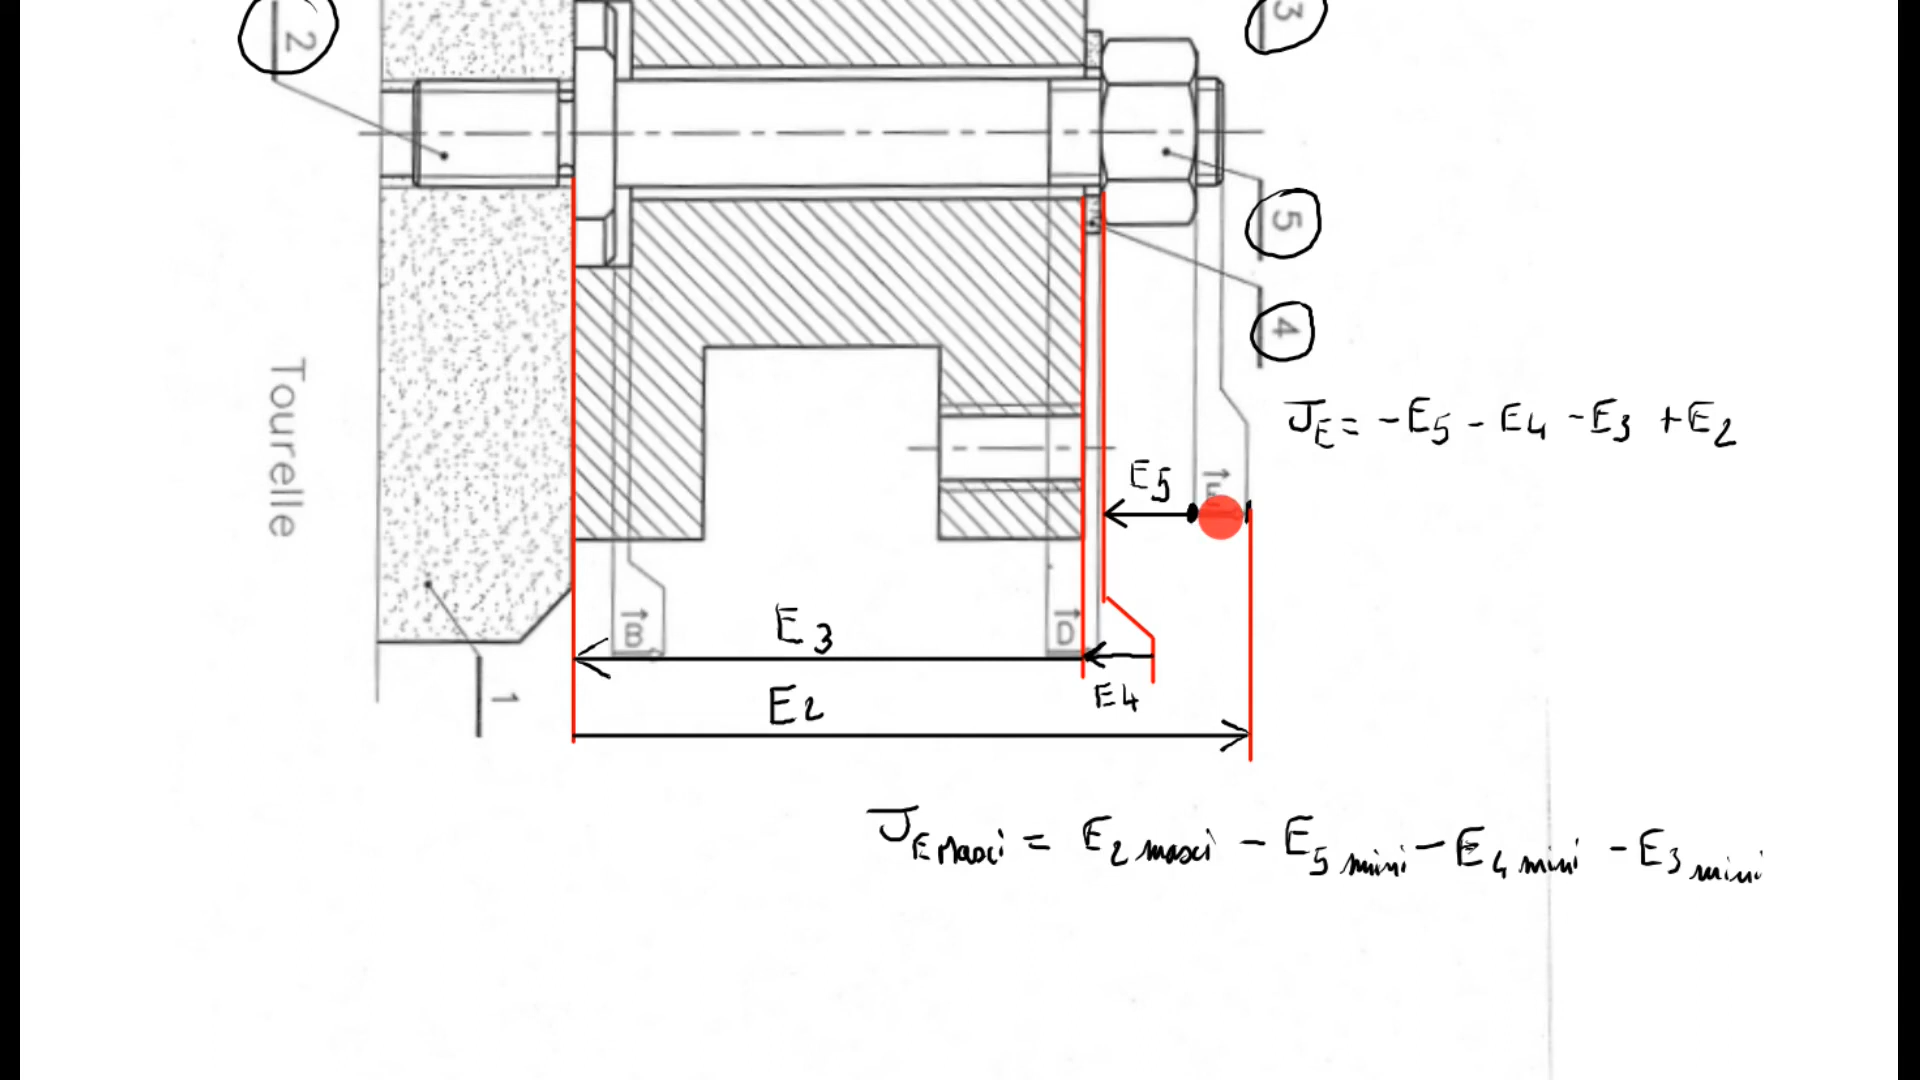 2
3
5
4
J_E = -E5 - E4 - E3 + E2
E5
E
B
E3
D
E4
E2
Tourelle
1
J_E Maxi = E2 maxi - E5 mini - E4 mini - E3 mini